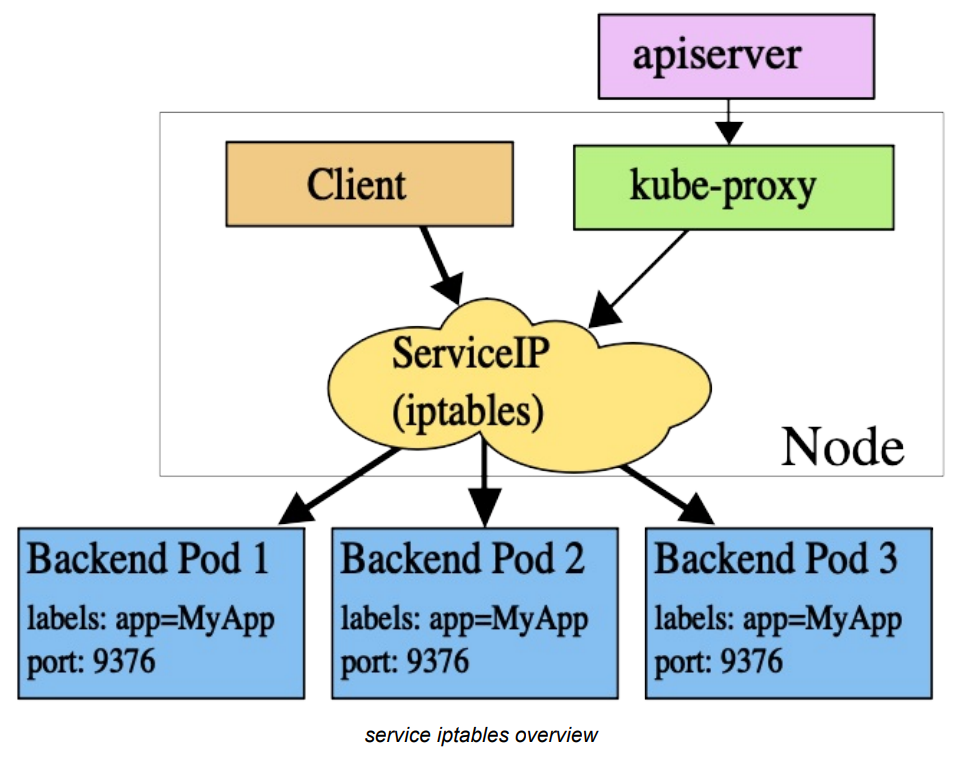 apiserver
Client
kube-proxy
ServiceIP
(iptables)
Node
Backend Pod 1
labels: app=MyApp
port: 9376
Backend Pod 2
labels: app=MyApp
port: 9376
Backend Pod 3
labels: app=MyApp
port: 9376
service iptables overview